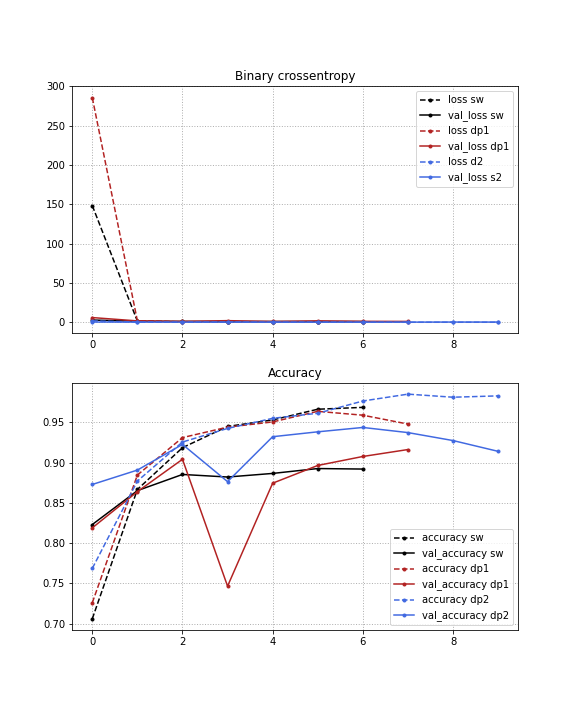 Binary crossentropy
300
250
200
150
100
50
0
0 2 4 6 8
loss sw
val_loss sw
loss dp1
val_loss dp1
loss d2
val_loss s2
Accuracy
0.95
0.90
0.85
0.80
0.75
0.70
0 2 4 6 8
accuracy sw
val_accuracy sw
accuracy dp1
val_accuracy dp1
accuracy dp2
val_accuracy dp2